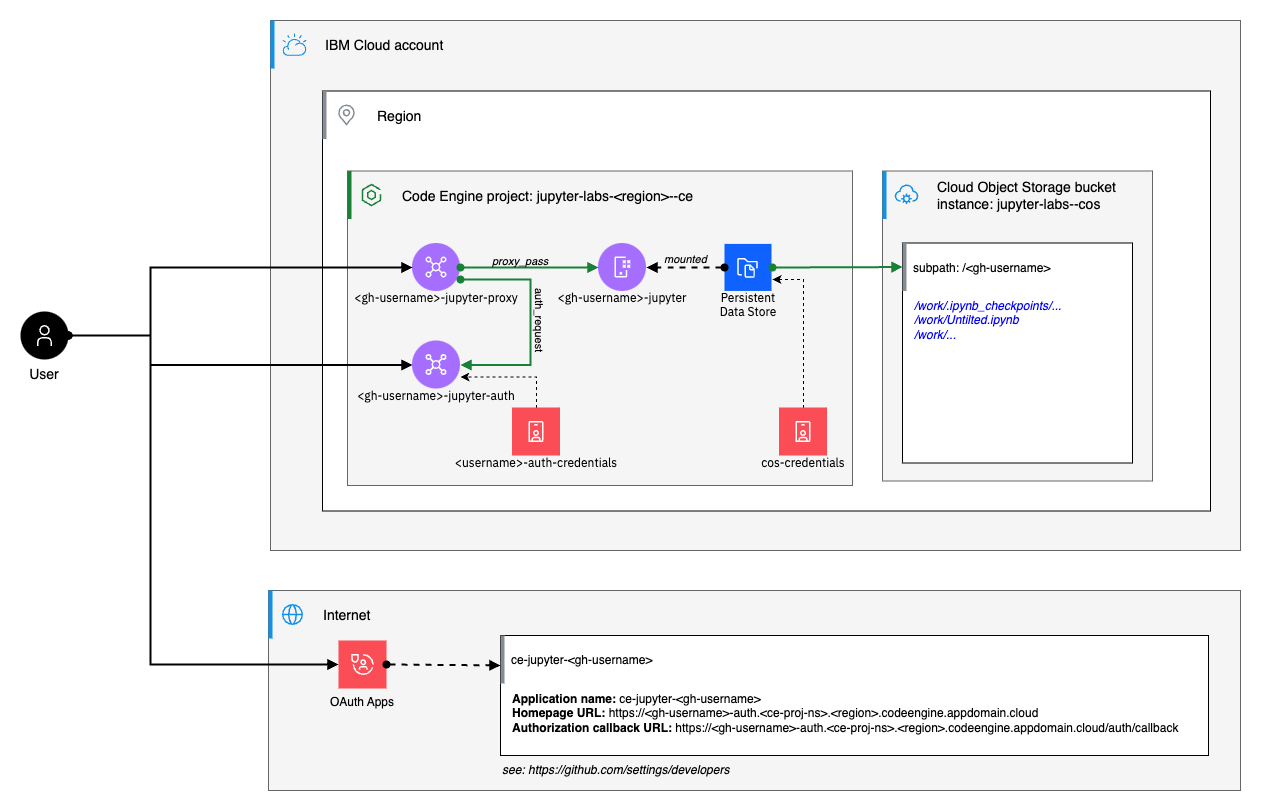 IBM Cloud account
Region
Code Engine project: jupyter-labs-<region>--ce
Cloud Object Storage bucket
instance: jupyter-labs--cos
proxy_pass
mounted
<gh-username>-jupyter-proxy
auth_request
<gh-username>-jupyter
Persistent
Data Store
subpath: /<gh-username>
/work/.ipynb_checkpoints/...
/work/Untilted.ipynb
/work/...
User
<gh-username>-jupyter-auth
<username>-auth-credentials
cos-credentials
Internet
OAuth Apps
ce-jupyter-<gh-username>
Application name: ce-jupyter-<gh-username>
Homepage URL: https://<gh-username>-auth.<ce-proj-ns>.<region>.codeengine.appdomain.cloud
Authorization callback URL: https://<gh-username>-auth.<ce-proj-ns>.<region>.codeengine.appdomain.cloud/auth/callback
see: https://github.com/settings/developers